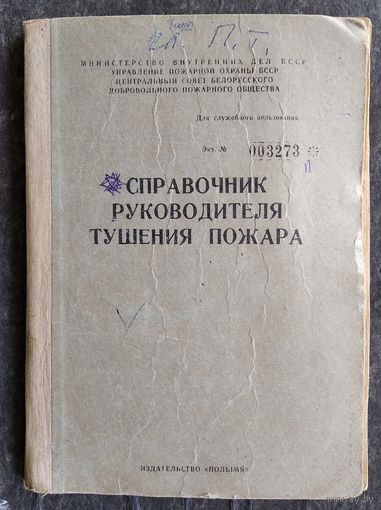 МИНИСТЕРСТВО ВНУТРЕННИХ ДЕЛ БССР
УПРАВЛЕНИЕ ПОЖАРНОЙ ОХРАНЫ БССР
ЦЕНТРАЛЬНЫЙ СОВЕТ БЕЛОРУССКОГО
ДОБРОВОЛЬНОГО ПОЖАРНОГО ОБЩЕСТВА
Для служебного пользования
Экз. № 003273
СПРАВОЧНИК
РУКОВОДИТЕЛЯ
ТУШЕНИЯ ПОЖАРА
ИЗДАТЕЛЬСТВО «ПОЛЫМЯ»